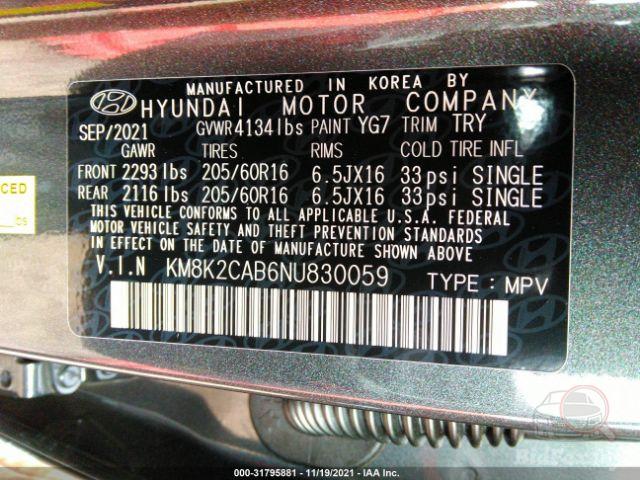 MANUFACTURED IN KOREA BY
HYUNDAI MOTOR COMPANY
SEP/2021 GVWR 4134 lbs PAINT YG7 TRIM TRY
GAWR TIRES RIMS COLD TIRE INFL
FRONT 2293 lbs 205/60R16 6.5JX16 33psi SINGLE
REAR 2116 lbs 205/60R16 6.5JX16 33psi SINGLE
THIS VEHICLE CONFORMS TO ALL APPLICABLE U.S.A. FEDERAL
MOTOR VEHICLE SAFETY AND THEFT PREVENTION STANDARDS
IN EFFECT ON THE DATE OF MANUFACTURE SHOWN ABOVE.
V.I.N KM8K2CAB6NU830059 TYPE: MPV
CED
bs
000-31795881 - 11/19/2021 - IAA Inc.